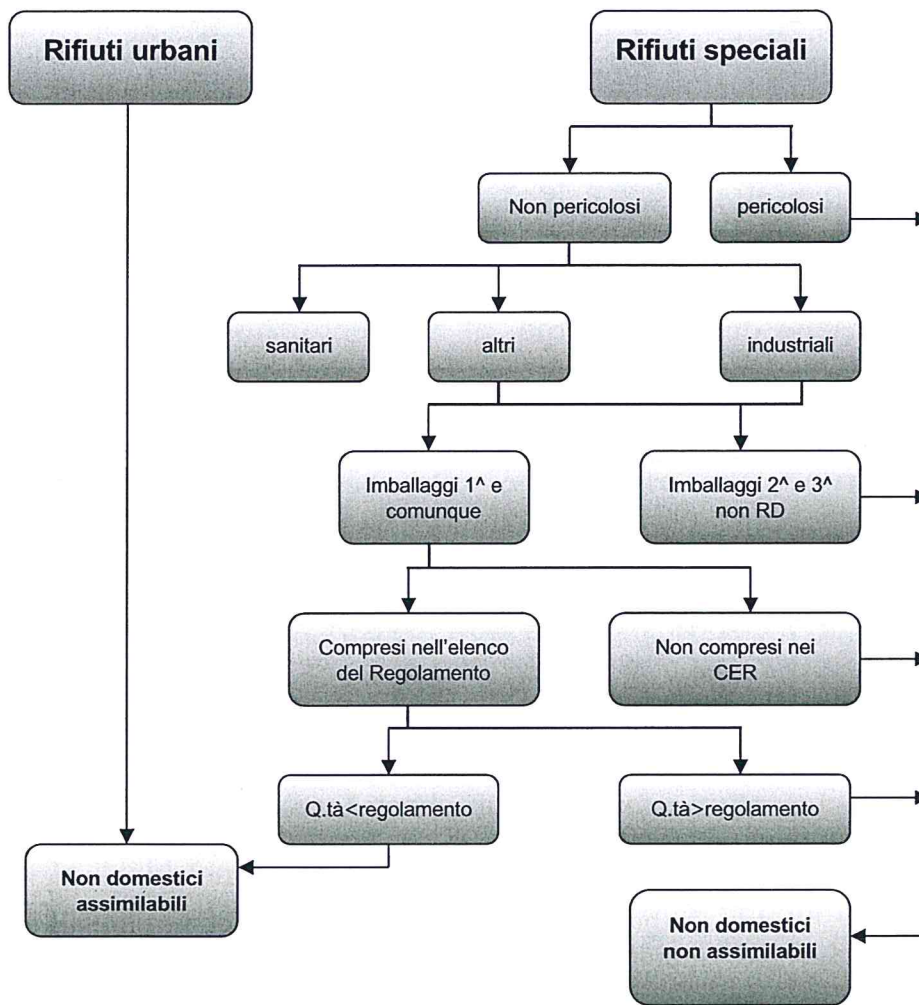 Rifiuti urbani
Rifiuti speciali
Non pericolosi
pericolosi
sanitari
altri
industriali
Imballaggi 1^ e
comunque
Imballaggi 2^ e 3^
non RD
Compresi nell'elenco
del Regolamento
Non compresi nei
CER
Q.tà<regolamento
Q.tà>regolamento
Non domestici
assimilabili
Non domestici
non assimilabili